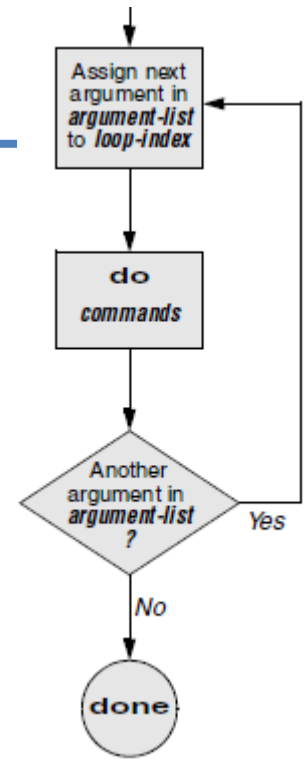 Assign next
argument in
argument-list
to loop-index
do
commands
Another
argument in
argument-list
?
Yes
No
done